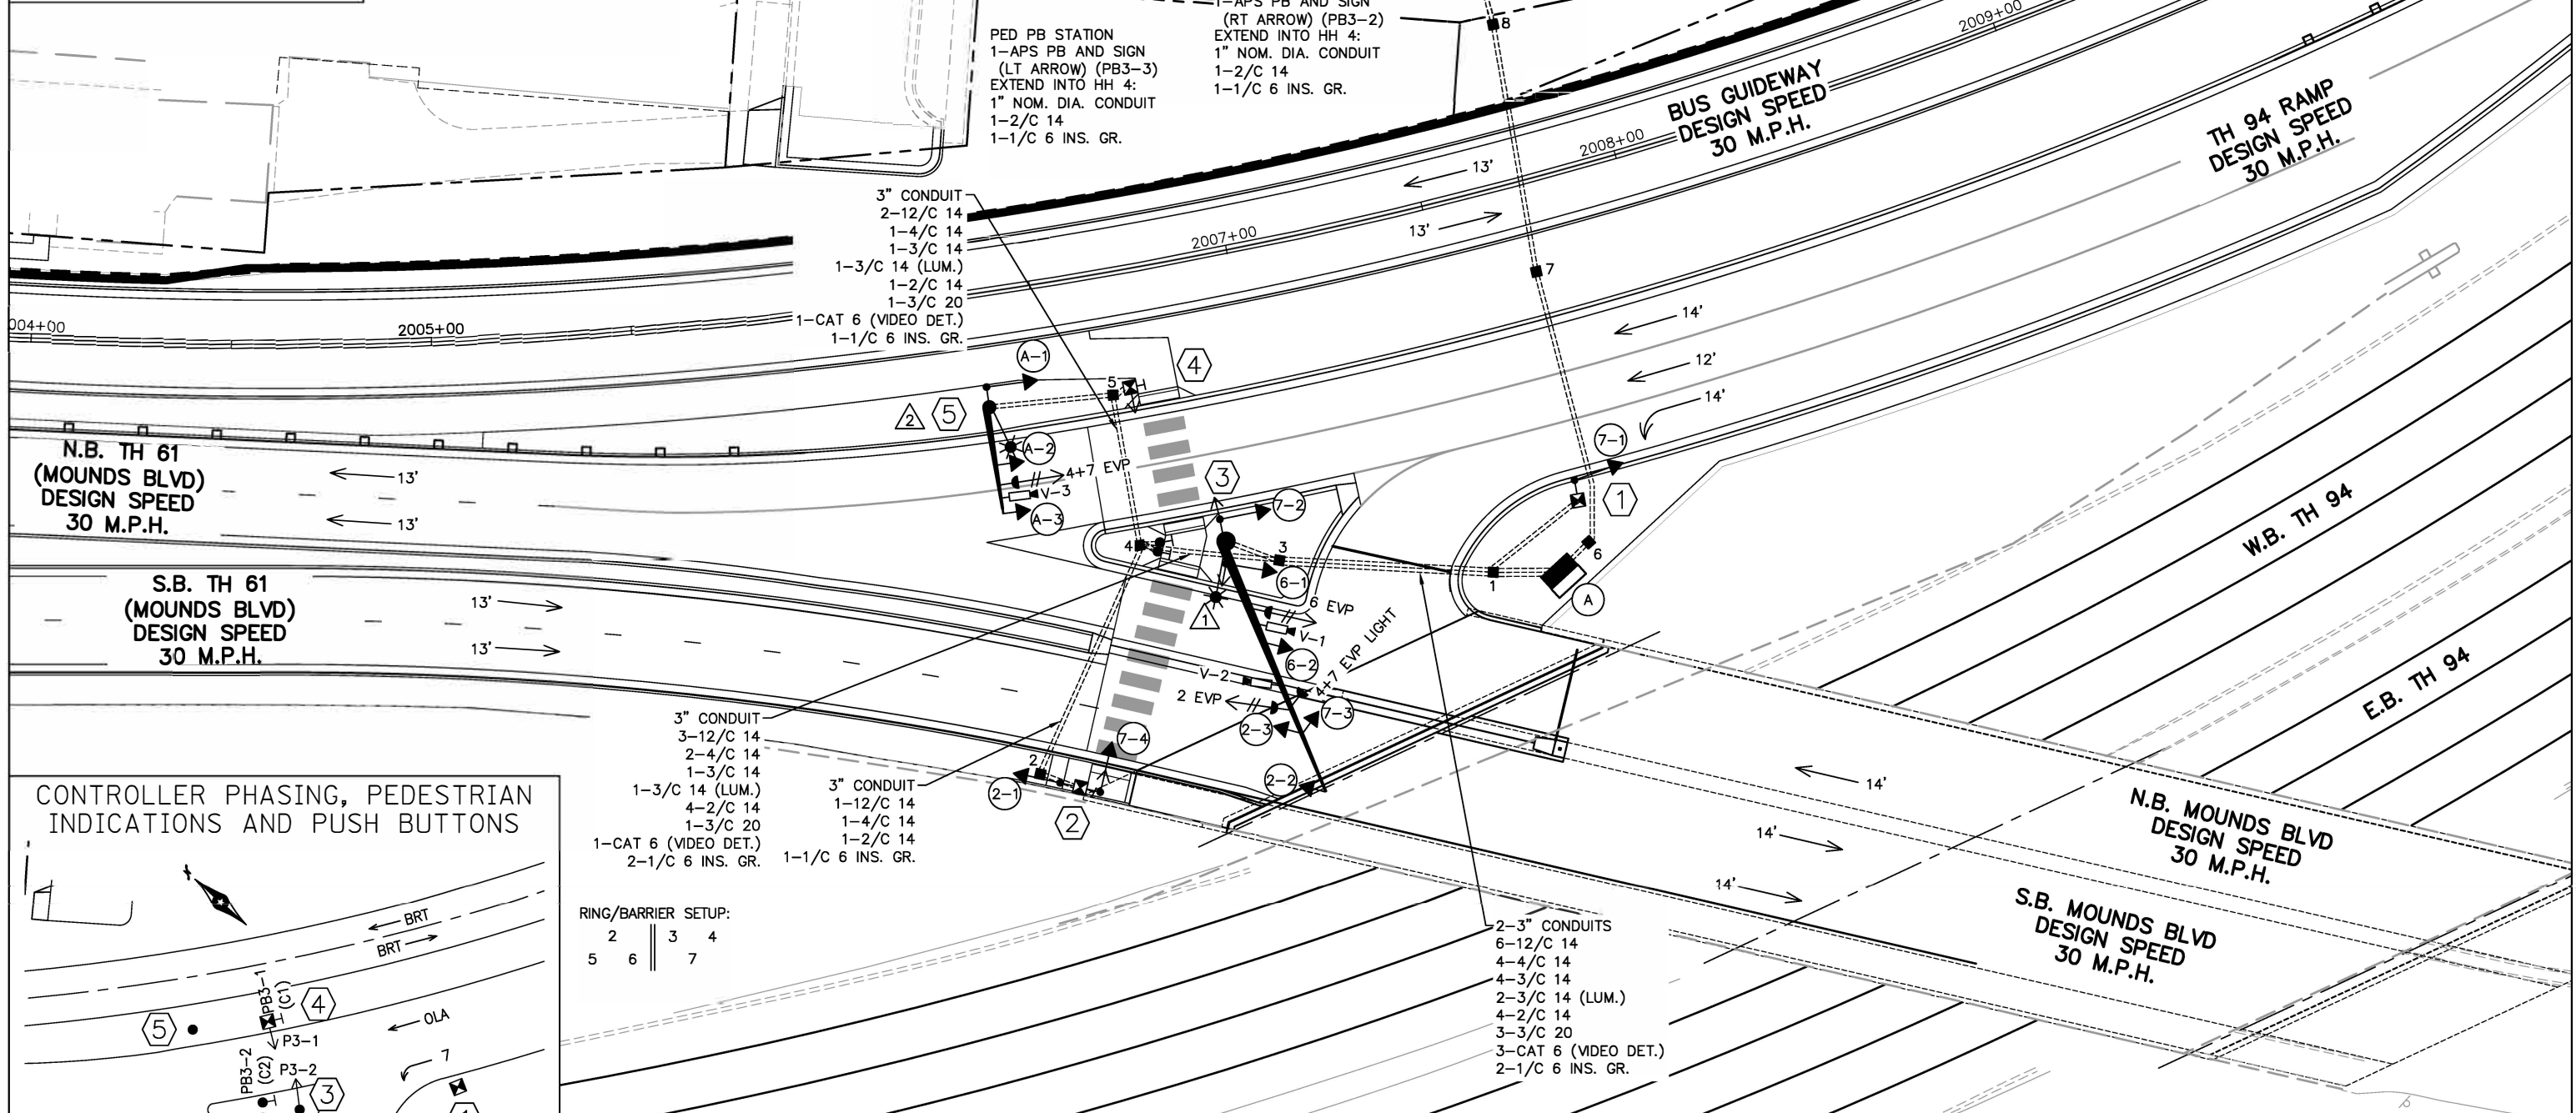 1-APS PB AND SIGN
(RT ARROW) (PB3-2)
EXTEND INTO HH 4:
1" NOM. DIA. CONDUIT
1-2/C 14
1-1/C 6 INS. GR.
PED PB STATION
1-APS PB AND SIGN
(LT ARROW) (PB3-3)
EXTEND INTO HH 4:
1" NOM. DIA. CONDUIT
1-2/C 14
1-1/C 6 INS. GR.
8
2009+00
BUS GUIDEWAY
DESIGN SPEED
30 M.P.H.
2008+00
TH 94 RAMP
DESIGN SPEED
30 M.P.H.
13'
13'
2007+00
7
3" CONDUIT
2-12/C 14
1-4/C 14
1-3/C 14
1-3/C 14 (LUM.)
1-2/C 14
1-3/C 20
1-CAT 6 (VIDEO DET.)
1-1/C 6 INS. GR.
004+00
2005+00
14'
12'
14'
A-1
5
4
2
5
A-2
4+7 EVP
V-3
A-3
3
7-2
7-1
1
N.B. TH 61
(MOUNDS BLVD)
DESIGN SPEED
30 M.P.H.
13'
13'
4
3
6-1
1
6
A
W.B. TH 94
S.B. TH 61
(MOUNDS BLVD)
DESIGN SPEED
30 M.P.H.
13'
13'
1
6 EVP
V-1
6-2
4+7 EVP LIGHT
V-2
2 EVP
2-3
7-3
7-4
2
2-1
2
2-2
E.B. TH 94
3" CONDUIT
3-12/C 14
2-4/C 14
1-3/C 14
1-3/C 14 (LUM.)
4-2/C 14
1-3/C 20
1-CAT 6 (VIDEO DET.)
2-1/C 6 INS. GR.
3" CONDUIT
1-12/C 14
1-4/C 14
1-2/C 14
1-1/C 6 INS. GR.
14'
14'
14'
N.B. MOUNDS BLVD
DESIGN SPEED
30 M.P.H.
S.B. MOUNDS BLVD
DESIGN SPEED
30 M.P.H.
CONTROLLER PHASING, PEDESTRIAN
INDICATIONS AND PUSH BUTTONS
BRT
BRT
PB3-1
(C1)
4
5
OLA
P3-1
PB3-2
(C2)
P3-2
3
7
RING/BARRIER SETUP:
2 3 4
5 6 7
2-3" CONDUITS
6-12/C 14
4-4/C 14
4-3/C 14
2-3/C 14 (LUM.)
4-2/C 14
3-3/C 20
3-CAT 6 (VIDEO DET.)
2-1/C 6 INS. GR.